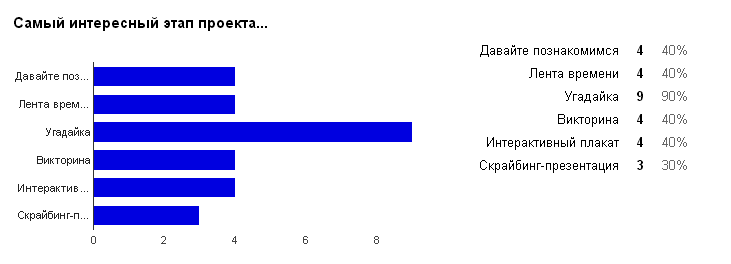 Самый интересный этап проекта...
Давайте поз...
Лента врем...
Угадайка
Викторина
Интерактив...
Скрайбинг-п...
0 2 4 6 8
Давайте познакомимся 4 40%
Лента времени 4 40%
Угадайка 9 90%
Викторина 4 40%
Интерактивный плакат 4 40%
Скрайбинг-презентация 3 30%